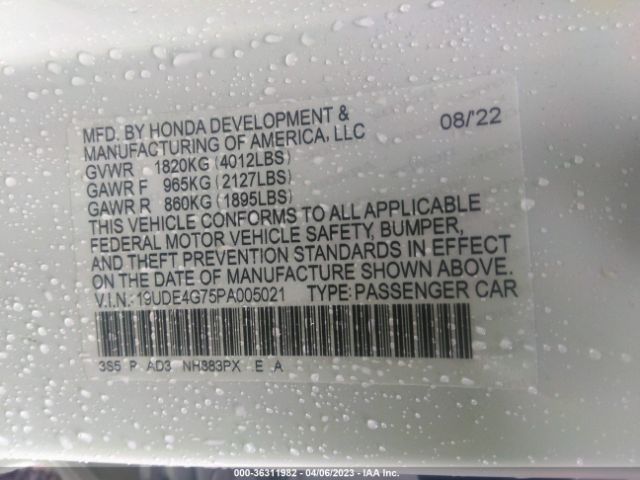 MFD. BY HONDA DEVELOPMENT & 08/'22
MANUFACTURING OF AMERICA, LLC
GVWR 1820KG (4012LBS)
GAWR F 965KG (2127LBS)
GAWR R 860KG (1895LBS)
THIS VEHICLE CONFORMS TO ALL APPLICABLE
FEDERAL MOTOR VEHICLE SAFETY, BUMPER,
AND THEFT PREVENTION STANDARDS IN EFFECT
ON THE DATE OF MANUFACTURE SHOWN ABOVE.
V.I.N.: 19UDE4G75PA005021 TYPE: PASSENGER CAR
3S5 P AD3 NH883PX E A
000-36311982 - 04/06/2023 - IAA Inc.